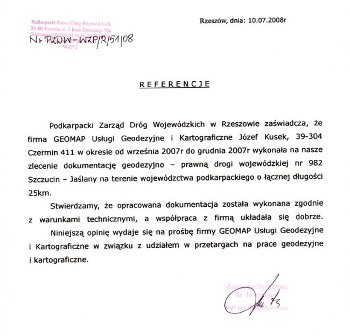 Podkarpacki Zarząd Dróg Wojewódzkich
Rzeszów, dnia: 10.07.2008r
Nr PZDW-WZP/2/51/08
R E F E R E N C J E
Podkarpacki Zarząd Dróg Wojewódzkich w Rzeszowie zaświadcza, że
firma GEOMAP Usługi Geodezyjne i Kartograficzne Józef Kusek, 39-304
Czermin 411 w okresie od września 2007r do grudnia 2007r wykonała na nasze
zlecenie dokumentację geodezyjno – prawną drogi wojewódzkiej nr 982
Szczucin – Jaślany na terenie województwa podkarpackiego o łącznej długości
25km.
Stwierdzamy, że opracowana dokumentacja została wykonana zgodnie
z warunkami technicznymi, a współpraca z firmą układała się dobrze.
Niniejszą opinię wydaje się na prośbę firmy GEOMAP Usługi Geodezyjne
i Kartograficzne w związku z udziałem w przetargach na prace geodezyjne
i kartograficzne.